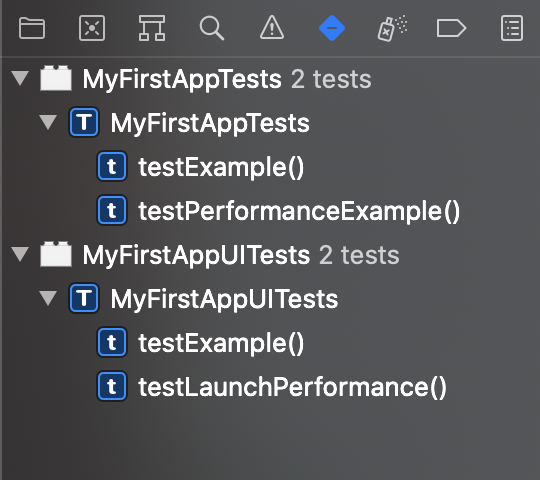 MyFirstAppTests 2 tests
T MyFirstAppTests
t testExample()
t testPerformanceExample()
MyFirstAppUITests 2 tests
T MyFirstAppUITests
t testExample()
t testLaunchPerformance()